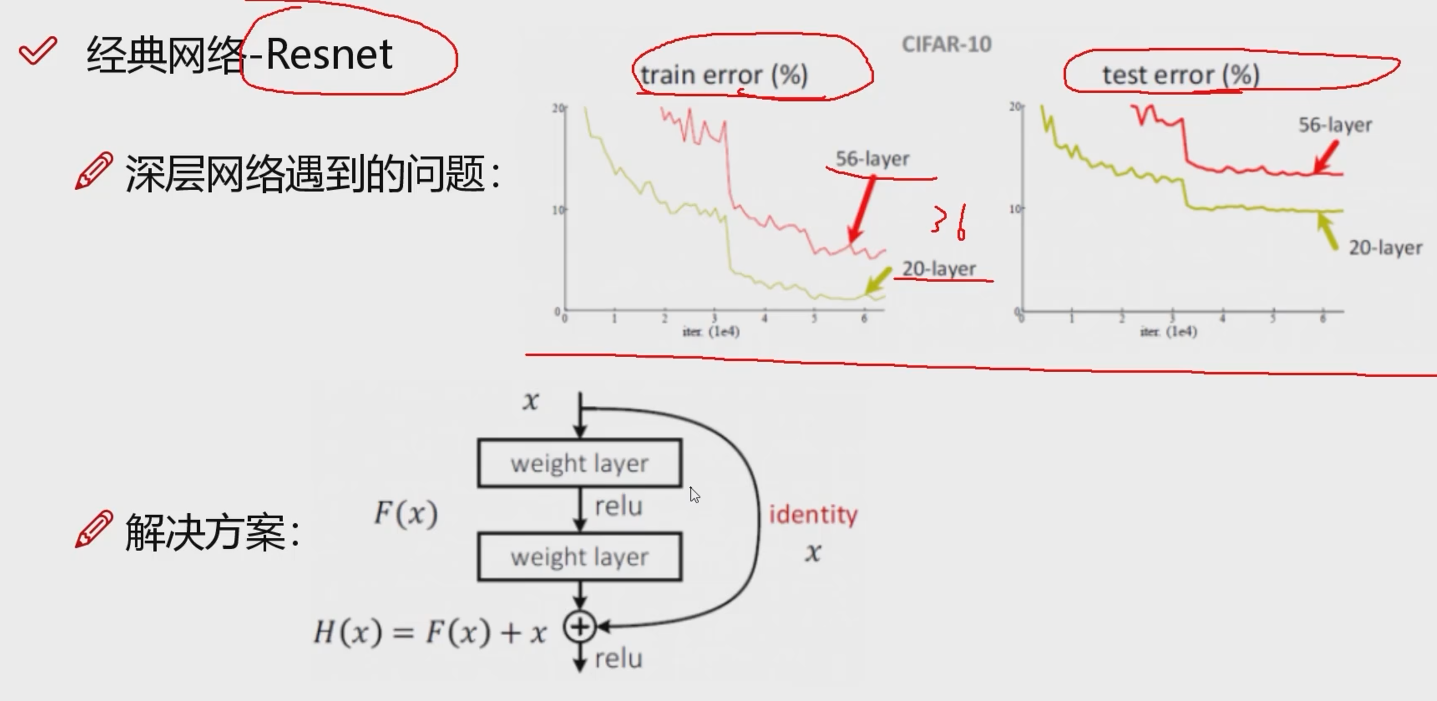 经典网络-Resnet
CIFAR-10
train error (%)
test error (%)
20
10
0
0 1 2 3 4 5 6
iter. (1e4)
56-layer
36
20-layer
20
10
0
0 1 2 3 4 5 6
iter. (1e4)
56-layer
20-layer
深层网络遇到的问题：
解决方案：
x
weight layer
F(x)
relu
identity
x
weight layer
H(x) = F(x) + x
+
relu